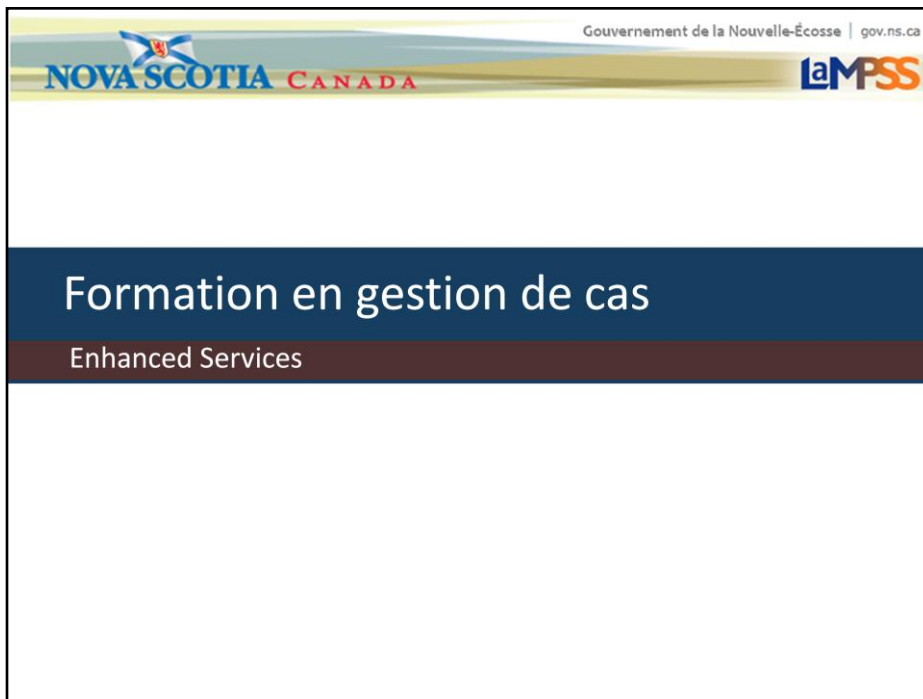 Gouvernement de la Nouvelle-Écosse | gov.ns.ca
NOVA SCOTIA CANADA
LaMPSS
Formation en gestion de cas
Enhanced Services